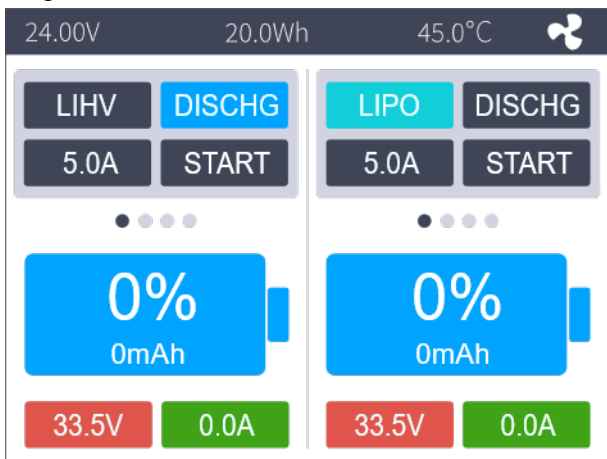 24.00V 20.0Wh 45.0°C
LIHV DISCHG
5.0A START
0%
0mAh
33.5V 0.0A
LIPO DISCHG
5.0A START
0%
0mAh
33.5V 0.0A